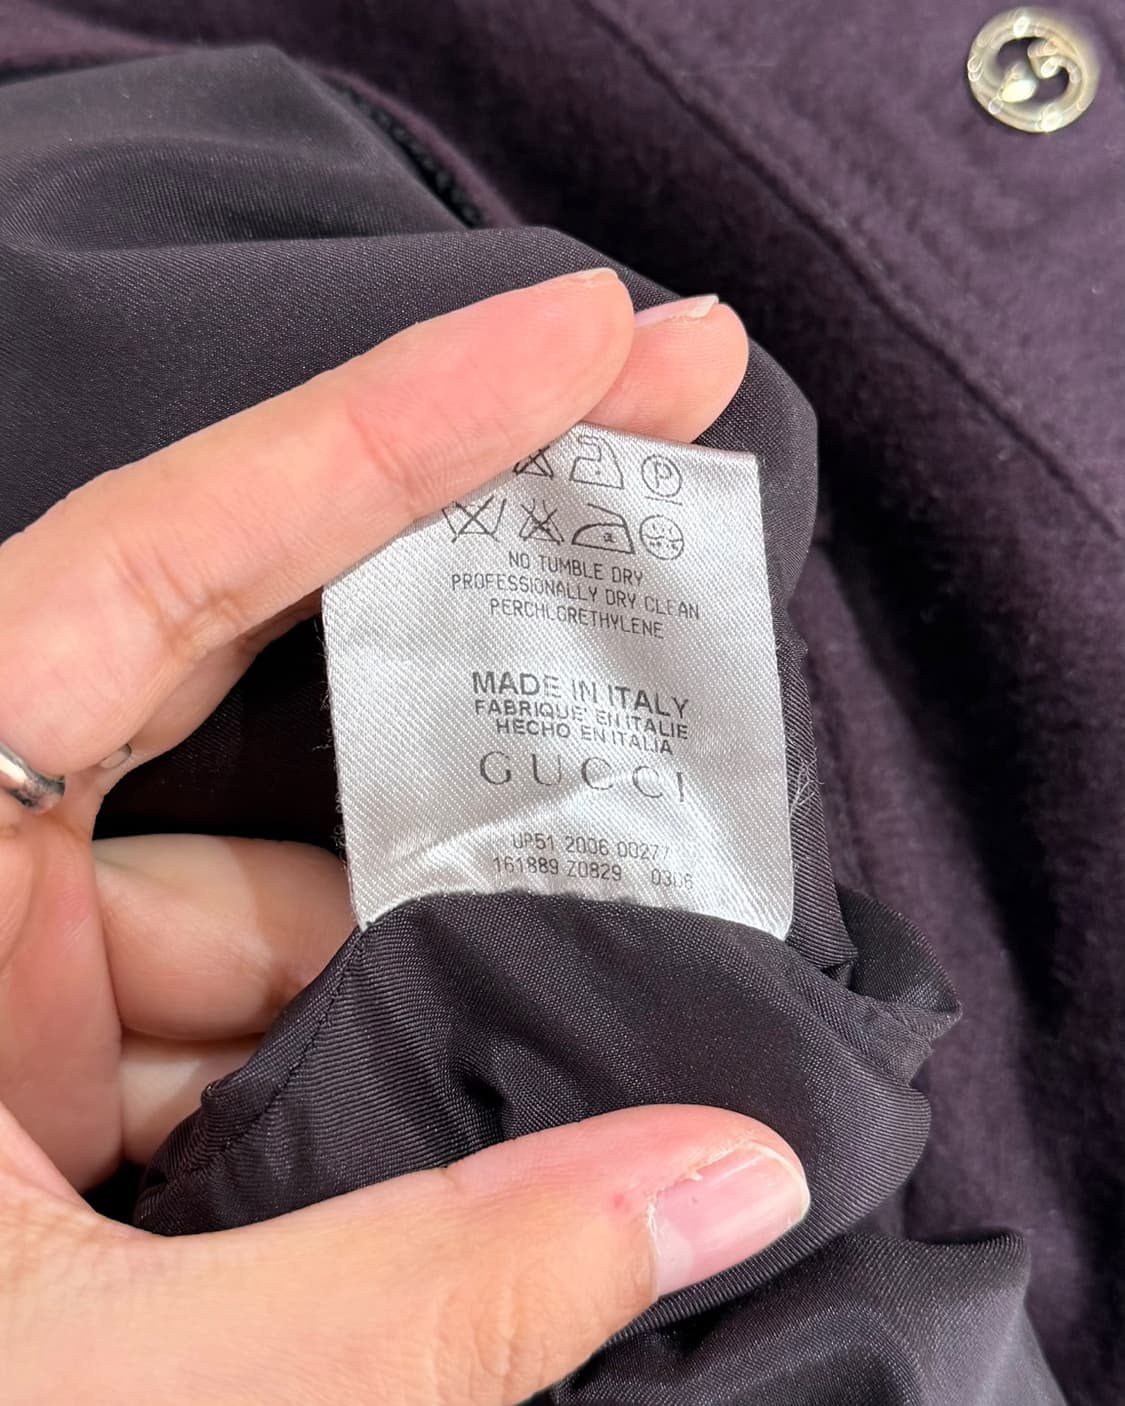 NO TUMBLE DRY
PROFESSIONALLY DRY CLEAN
PERCHLORETHYLENE
MADE IN ITALY
FABRIQUE' EN ITALIE
HECHO EN ITALIA
GUCCI
UP51 2006 00277
161889 Z0829